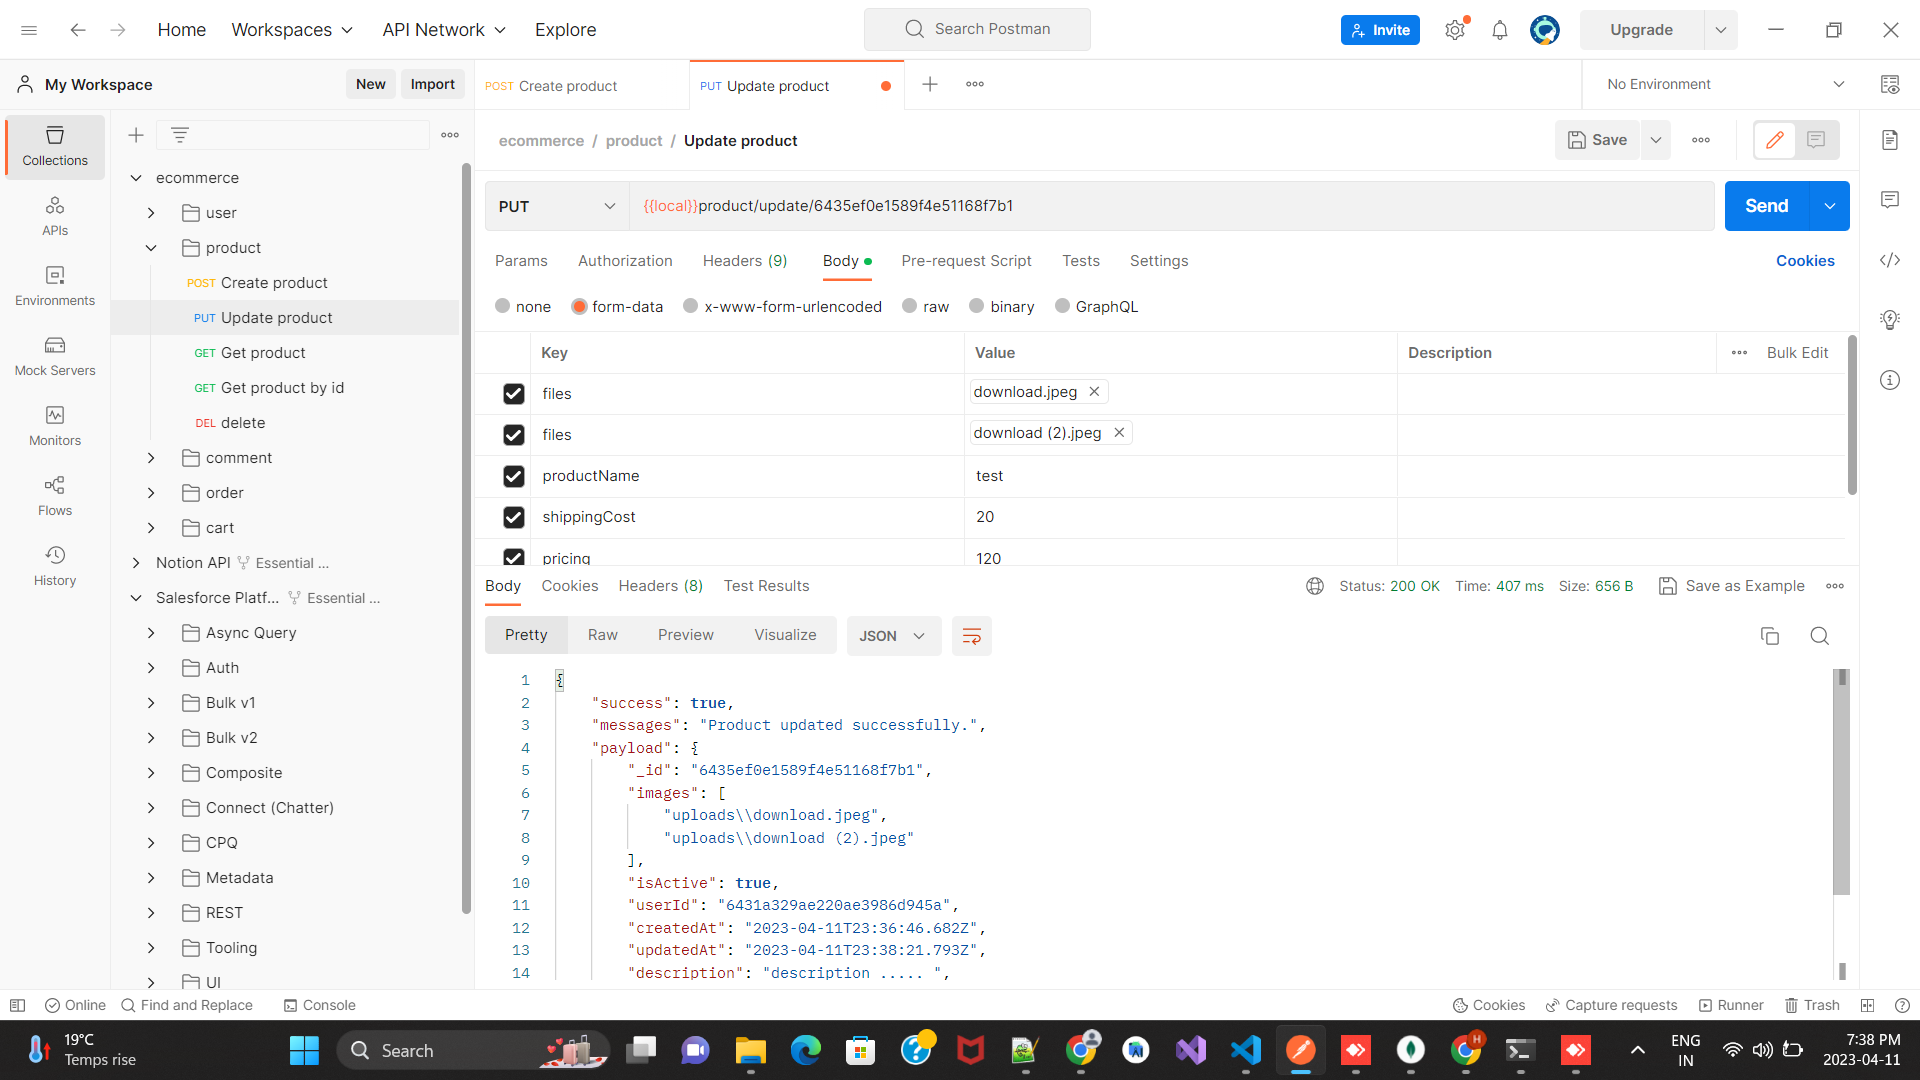 Home Workspaces API Network Explore Search Postman Invite Upgrade
My Workspace New Import POST Create product PUT Update product No Environment
Collections
APIs
Environments
Mock Servers
Monitors
Flows
History
ecommerce
user
product
POST Create product
PUT Update product
GET Get product
GET Get product by id
DEL delete
comment
order
cart
Notion API Essential ...
Salesforce Platf... Essential ...
Async Query
Auth
Bulk v1
Bulk v2
Composite
Connect (Chatter)
CPQ
Metadata
REST
Tooling
UI
ecommerce / product / Update product Save
PUT {{local}}product/update/6435ef0e1589f4e51168f7b1 Send
Params Authorization Headers (9) Body Pre-request Script Tests Settings Cookies
none form-data x-www-form-urlencoded raw binary GraphQL
Key Value Description Bulk Edit
files download.jpeg
files download (2).jpeg
productName test
shippingCost 20
pricing 120
Body Cookies Headers (8) Test Results Status: 200 OK Time: 407 ms Size: 656 B Save as Example
Pretty Raw Preview Visualize JSON
1 {
2 "success": true,
3 "messages": "Product updated successfully.",
4 "payload": {
5 "_id": "6435ef0e1589f4e51168f7b1",
6 "images": [
7 "uploads\\download.jpeg",
8 "uploads\\download (2).jpeg"
9 ],
10 "isActive": true,
11 "userId": "6431a329ae220ae3986d945a",
12 "createdAt": "2023-04-11T23:36:46.682Z",
13 "updatedAt": "2023-04-11T23:38:21.793Z",
14 "description": "description ..... ",
Online Find and Replace Console Cookies Capture requests Runner Trash
19°C
Temps rise
Search
H
ENG
IN
7:38 PM
2023-04-11